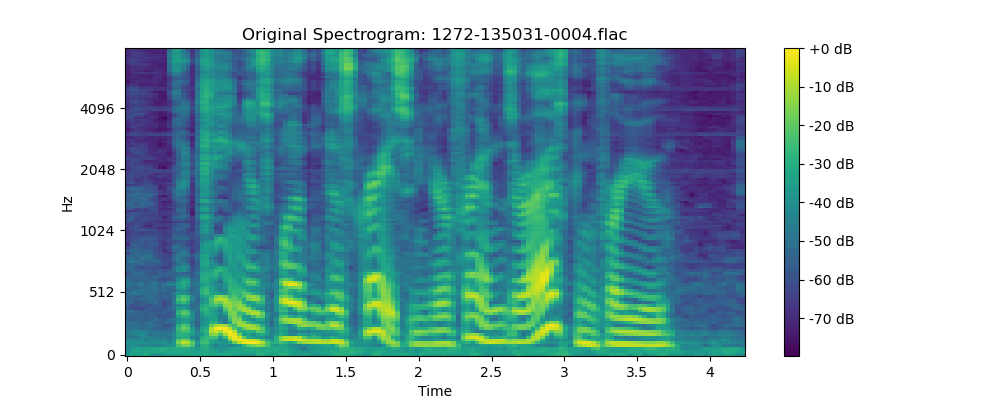 Original Spectrogram: 1272-135031-0004.flac
Hz
4096
2048
1024
512
0
0 0.5 1 1.5 2 2.5 3 3.5 4
Time
+0 dB
-10 dB
-20 dB
-30 dB
-40 dB
-50 dB
-60 dB
-70 dB